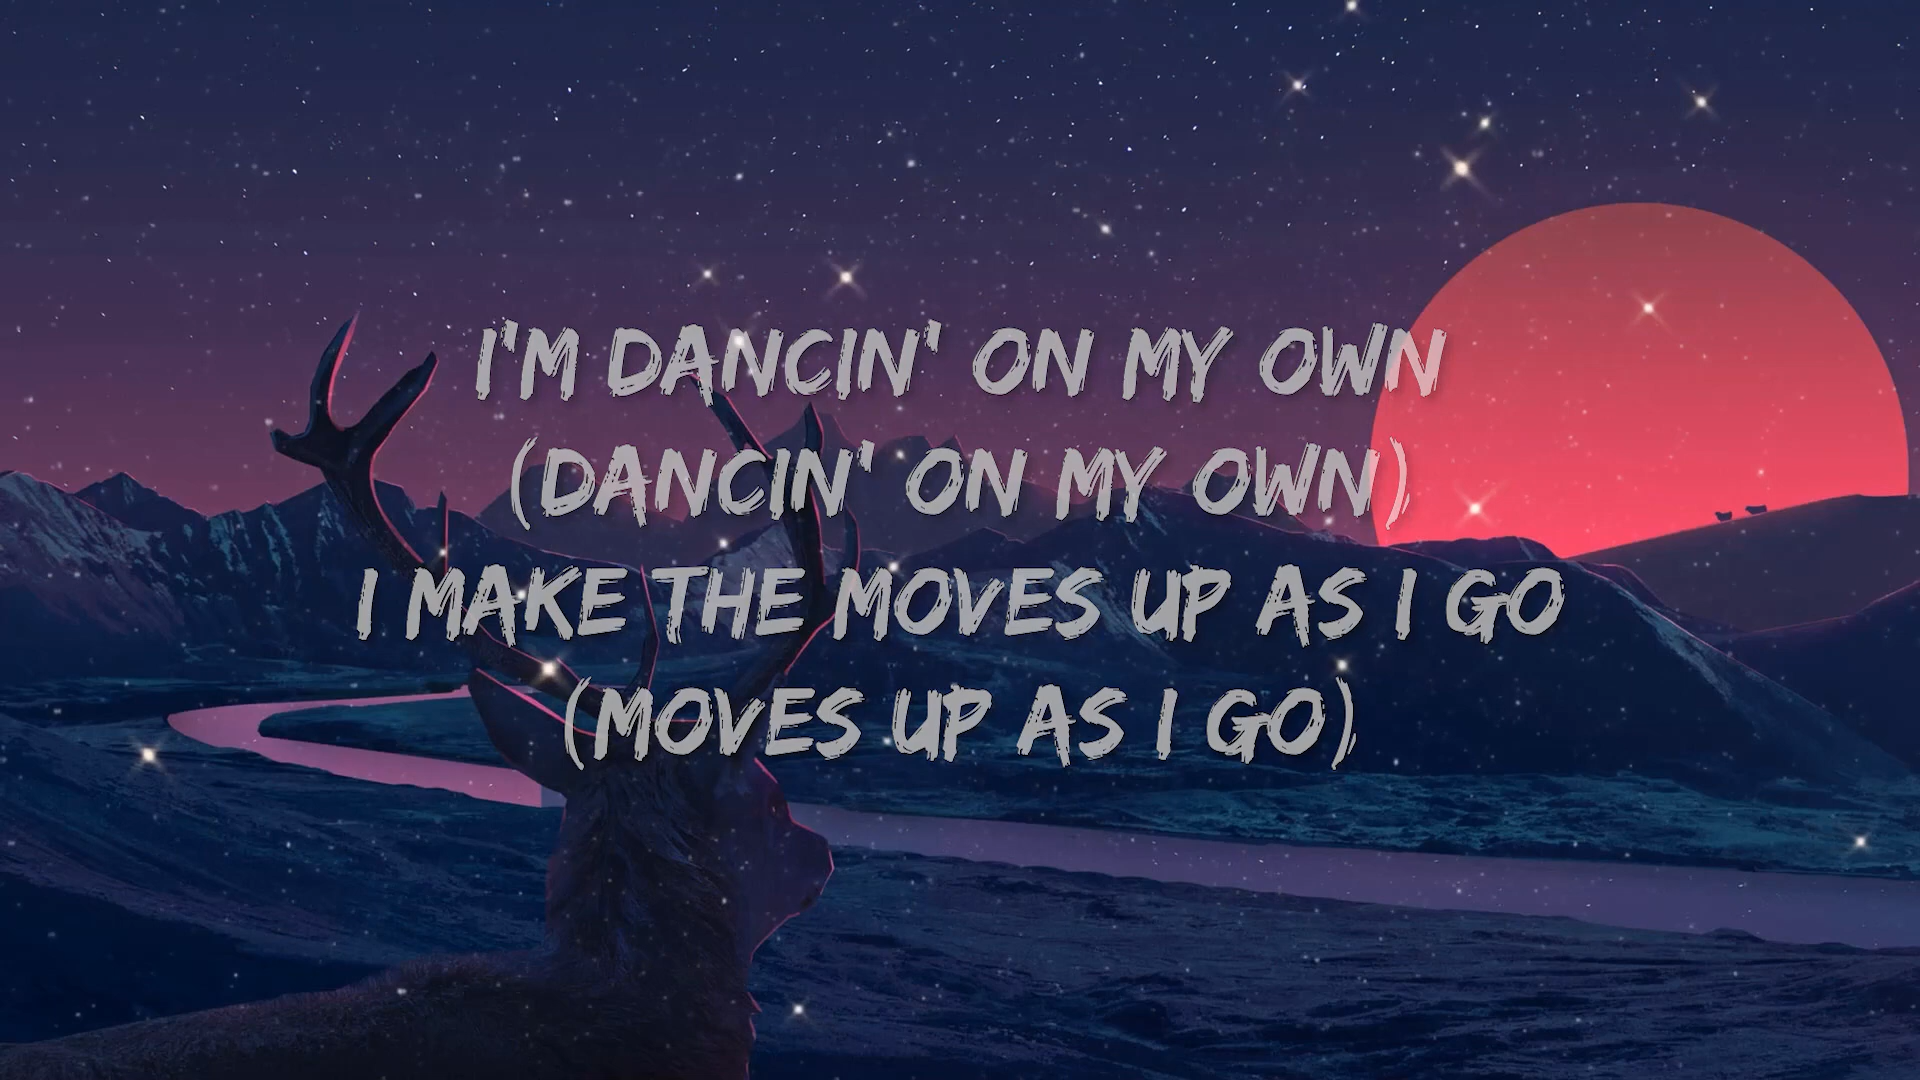 I'M DANCIN' ON MY OWN
(DANCIN' ON MY OWN)
I MAKE THE MOVES UP AS I GO
(MOVES UP AS I GO)